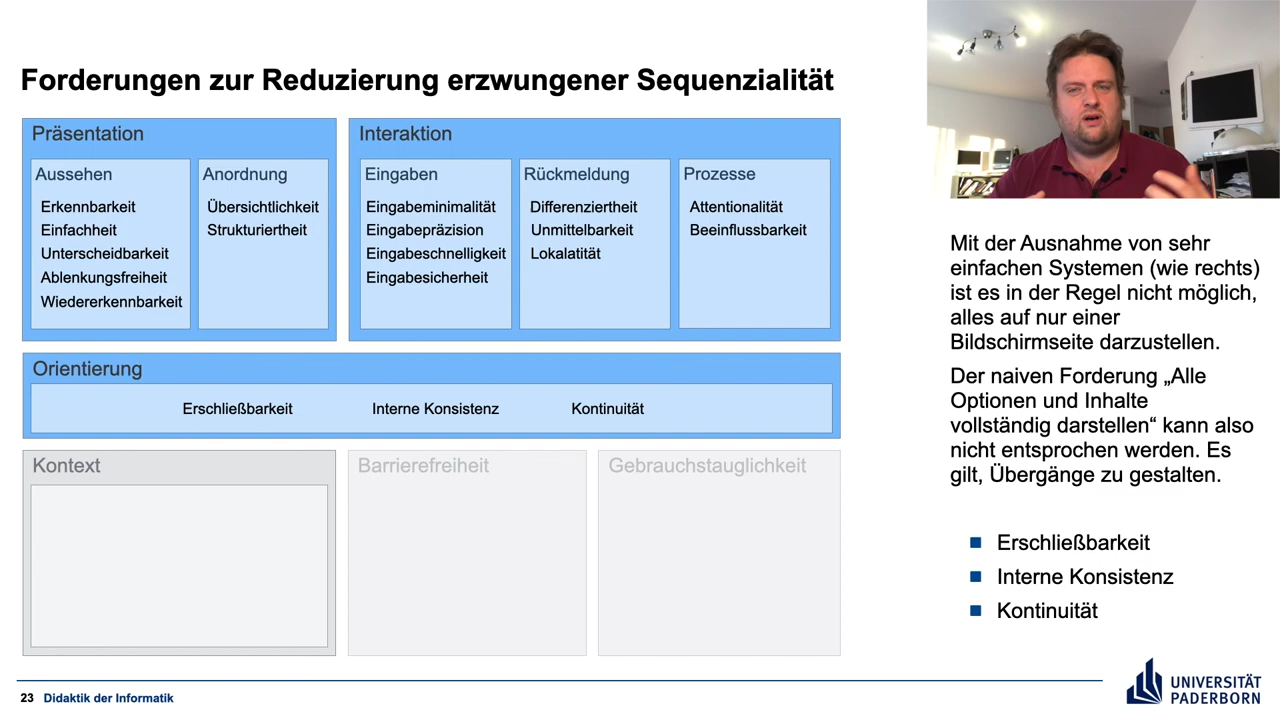 Forderungen zur Reduzierung erzwungener Sequenzialität
Präsentation
Aussehen
Erkennbarkeit
Einfachheit
Unterscheidbarkeit
Ablenkungsfreiheit
Wiedererkennbarkeit
Anordnung
Übersichtlichkeit
Strukturiertheit
Interaktion
Eingaben
Eingabeminimalität
Eingabepräzision
Eingabeschnelligkeit
Eingabesicherheit
Rückmeldung
Differenziertheit
Unmittelbarkeit
Lokalatität
Prozesse
Attentionalität
Beeinflussbarkeit
Orientierung
Erschließbarkeit Interne Konsistenz Kontinuität
Kontext
Barrierefreiheit
Gebrauchstauglichkeit
Mit der Ausnahme von sehr
einfachen Systemen (wie rechts)
ist es in der Regel nicht möglich,
alles auf nur einer
Bildschirmseite darzustellen.
Der naiven Forderung „Alle
Optionen und Inhalte
vollständig darstellen“ kann also
nicht entsprochen werden. Es
gilt, Übergänge zu gestalten.
Erschließbarkeit
Interne Konsistenz
Kontinuität
23 Didaktik der Informatik
UNIVERSITÄT
PADERBORN